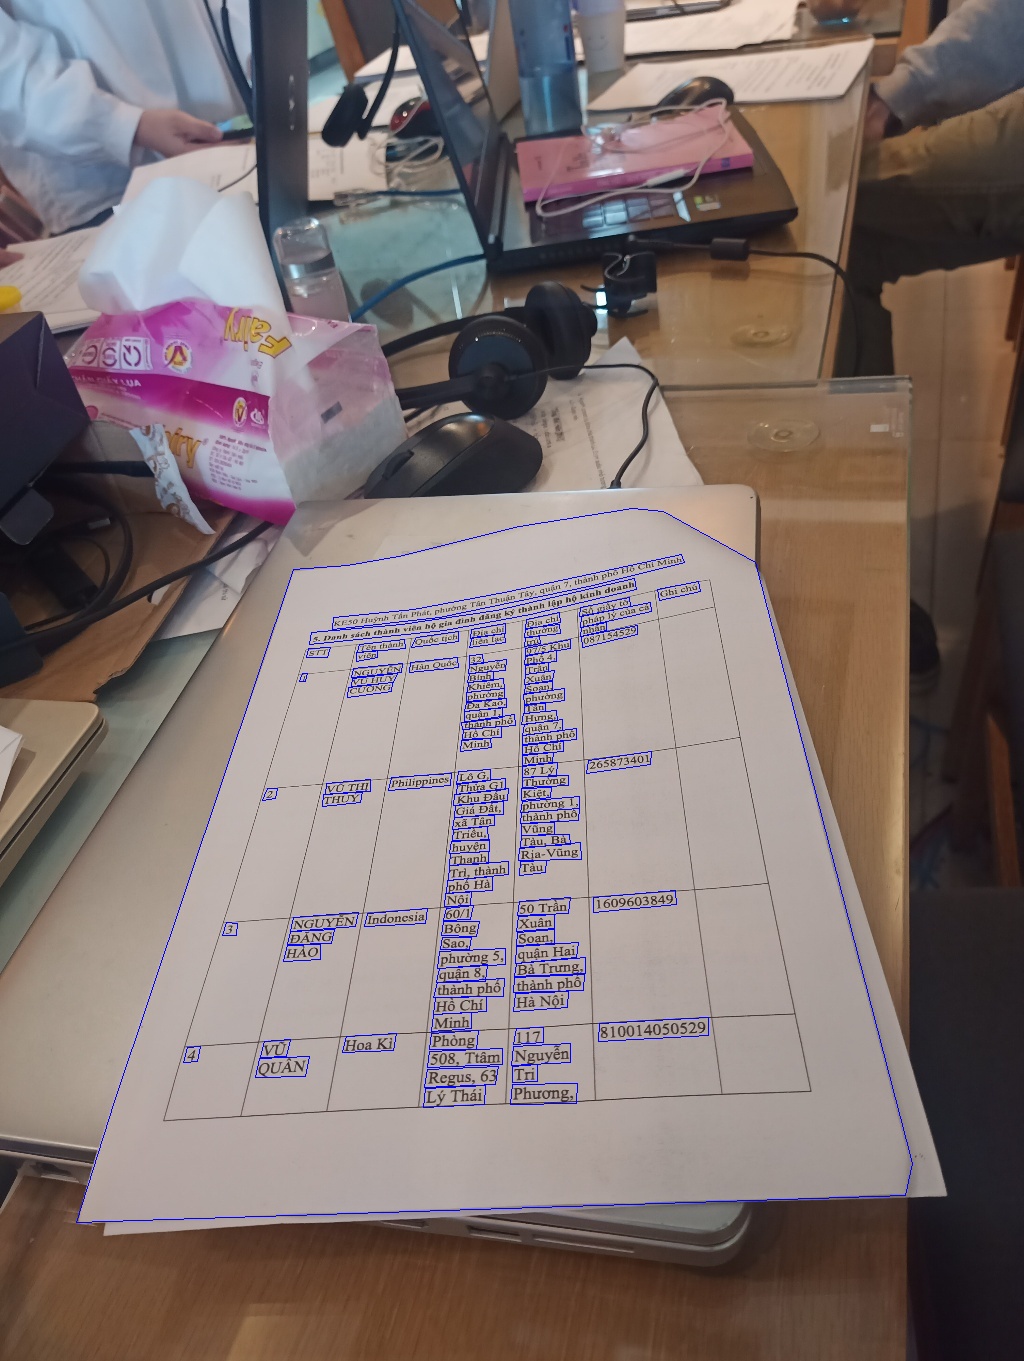 Fairy
KHĂN GIẤY LỤA
KE50 Huỳnh Tấn Phát, phường Tân Thuận Tây, quận 7, thành phố Hồ Chí Minh
5. Danh sách thành viên hộ gia đình đăng ký thành lập hộ kinh doanh
STT
Tên thành
viên
Quốc tịch
Địa chỉ
liên lạc
Địa chỉ
thường
trú
Số giấy tờ
pháp lý của cá
nhân
Ghi chú
1
NGUYỄN
VŨ HUY
CƯỜNG
Hàn Quốc
32
Nguyễn
Bỉnh
Khiêm,
phường
Đa Kao,
quận 1,
thành phố
Hồ Chí
Minh
97/5 Khu
Phố 4,
Trần
Xuân
Soạn,
phường
Tân
Hưng,
quận 7,
thành phố
Hồ Chí
Minh
087154529
2
VŨ THỊ
THUỲ
Philippines
Lô G,
Thửa G1
Khu Đấu
Giá Đất,
xã Tân
Triều,
huyện
Thanh
Trì, thành
phố Hà
Nội
87 Lý
Thường
Kiệt,
phường 1,
thành phố
Vũng
Tàu, Bà
Rịa-Vũng
Tàu
265873401
3
NGUYỄN
ĐĂNG
HẢO
Indonesia
60/1
Bông
Sao,
phường 5,
quận 8,
thành phố
Hồ Chí
Minh
50 Trần
Xuân
Soạn,
quận Hai
Bà Trưng,
thành phố
Hà Nội
1609603849
4
VŨ
QUÂN
Hoa Kì
Phòng
508, Ttâm
Regus, 63
Lý Thái
117
Nguyễn
Tri
Phương,
810014050529